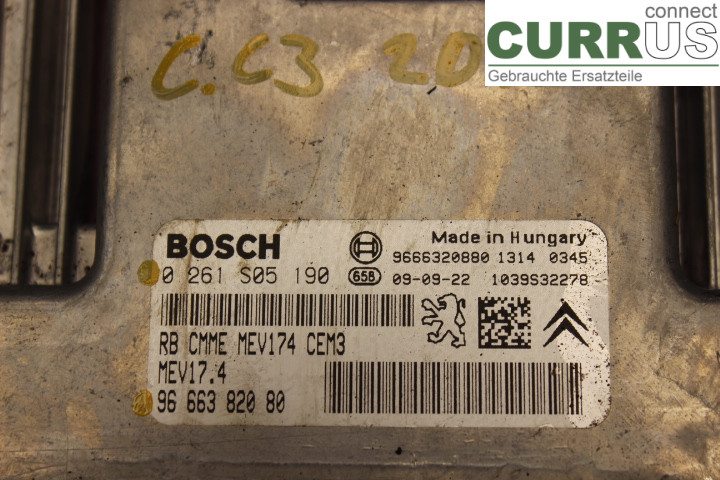 connect
CURRUS
Gebrauchte Ersatzteile
C.C3 20
BOSCH
Made in Hungary
9666320880 1314 0345
0 261 S05 190
658
09-09-22 1039S32278
RB CMME MEV174 CEM3
MEV17.4
96 663 820 80